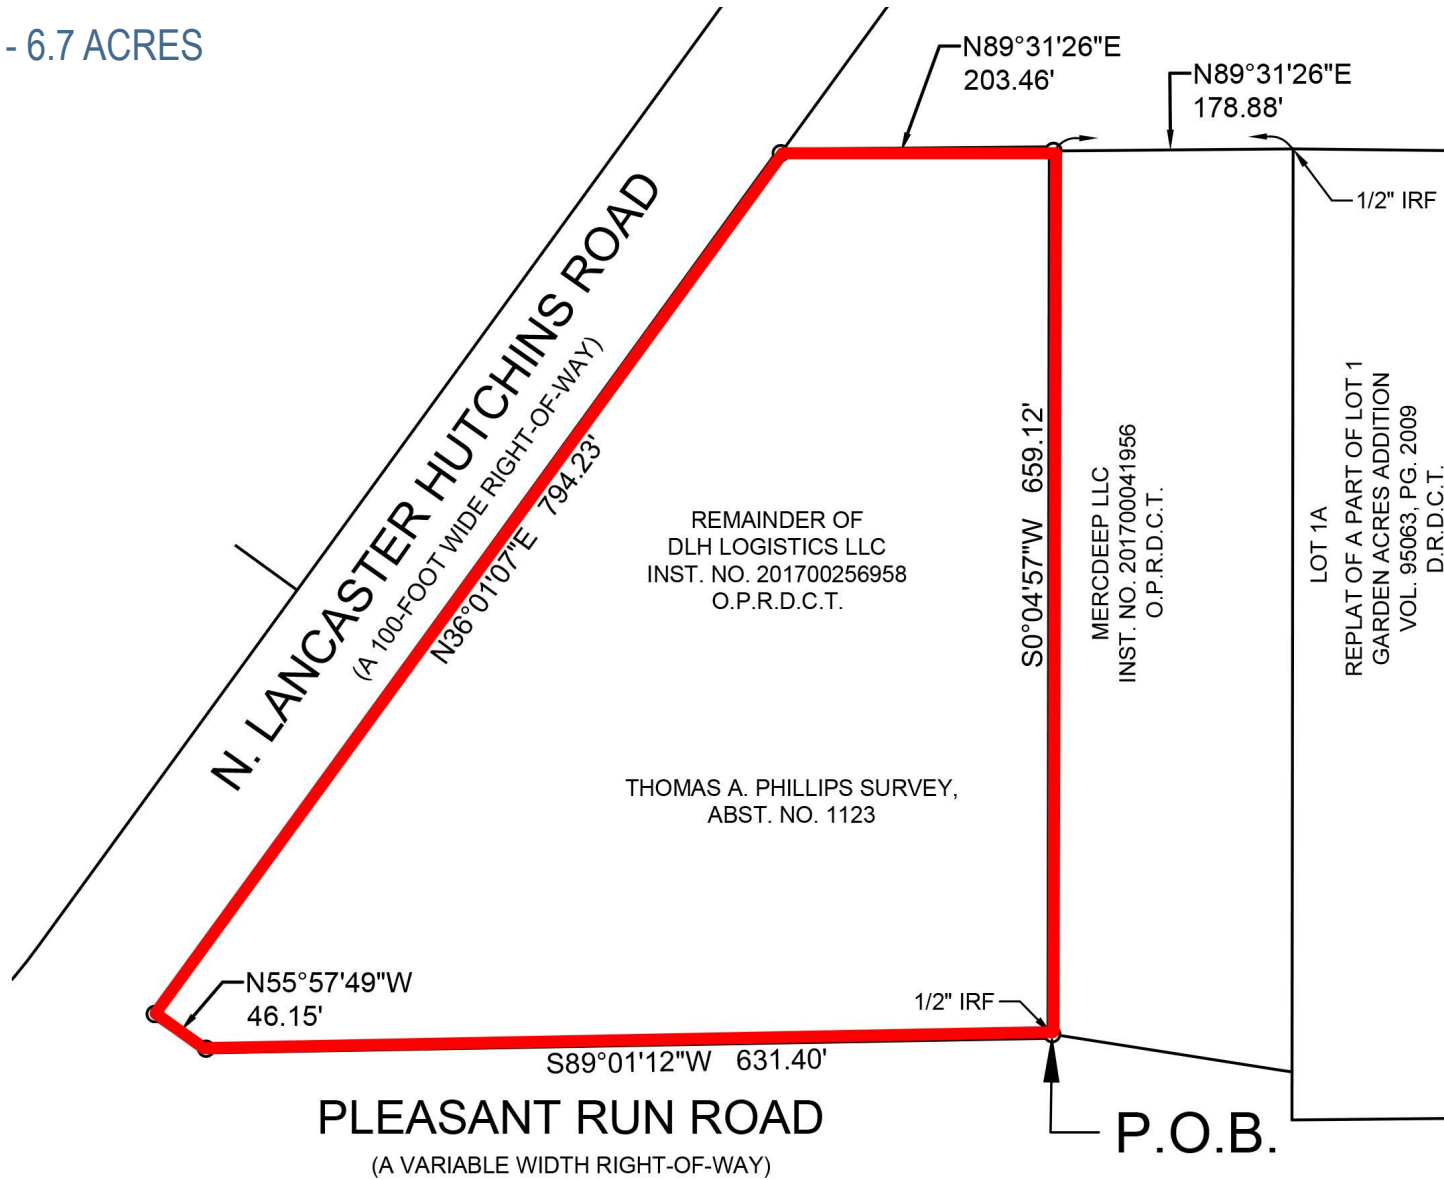 - 6.7 ACRES
N89°31'26"E
203.46'
N89°31'26"E
178.88'
1/2" IRF
N. LANCASTER HUTCHINS ROAD
(A 100-FOOT WIDE RIGHT-OF-WAY)
N36°01'07"E 794.23'
REMAINDER OF
DLH LOGISTICS LLC
INST. NO. 201700256958
O.P.R.D.C.T.
THOMAS A. PHILLIPS SURVEY,
ABST. NO. 1123
S0°04'57"W 659.12'
MERCDEEP LLC
INST. NO. 201700041956
O.P.R.D.C.T.
LOT 1A
REPLAT OF A PART OF LOT 1
GARDEN ACRES ADDITION
VOL. 95063, PG. 2009
D.R.D.C.T.
N55°57'49"W
46.15'
1/2" IRF
S89°01'12"W 631.40'
PLEASANT RUN ROAD
(A VARIABLE WIDTH RIGHT-OF-WAY)
P.O.B.